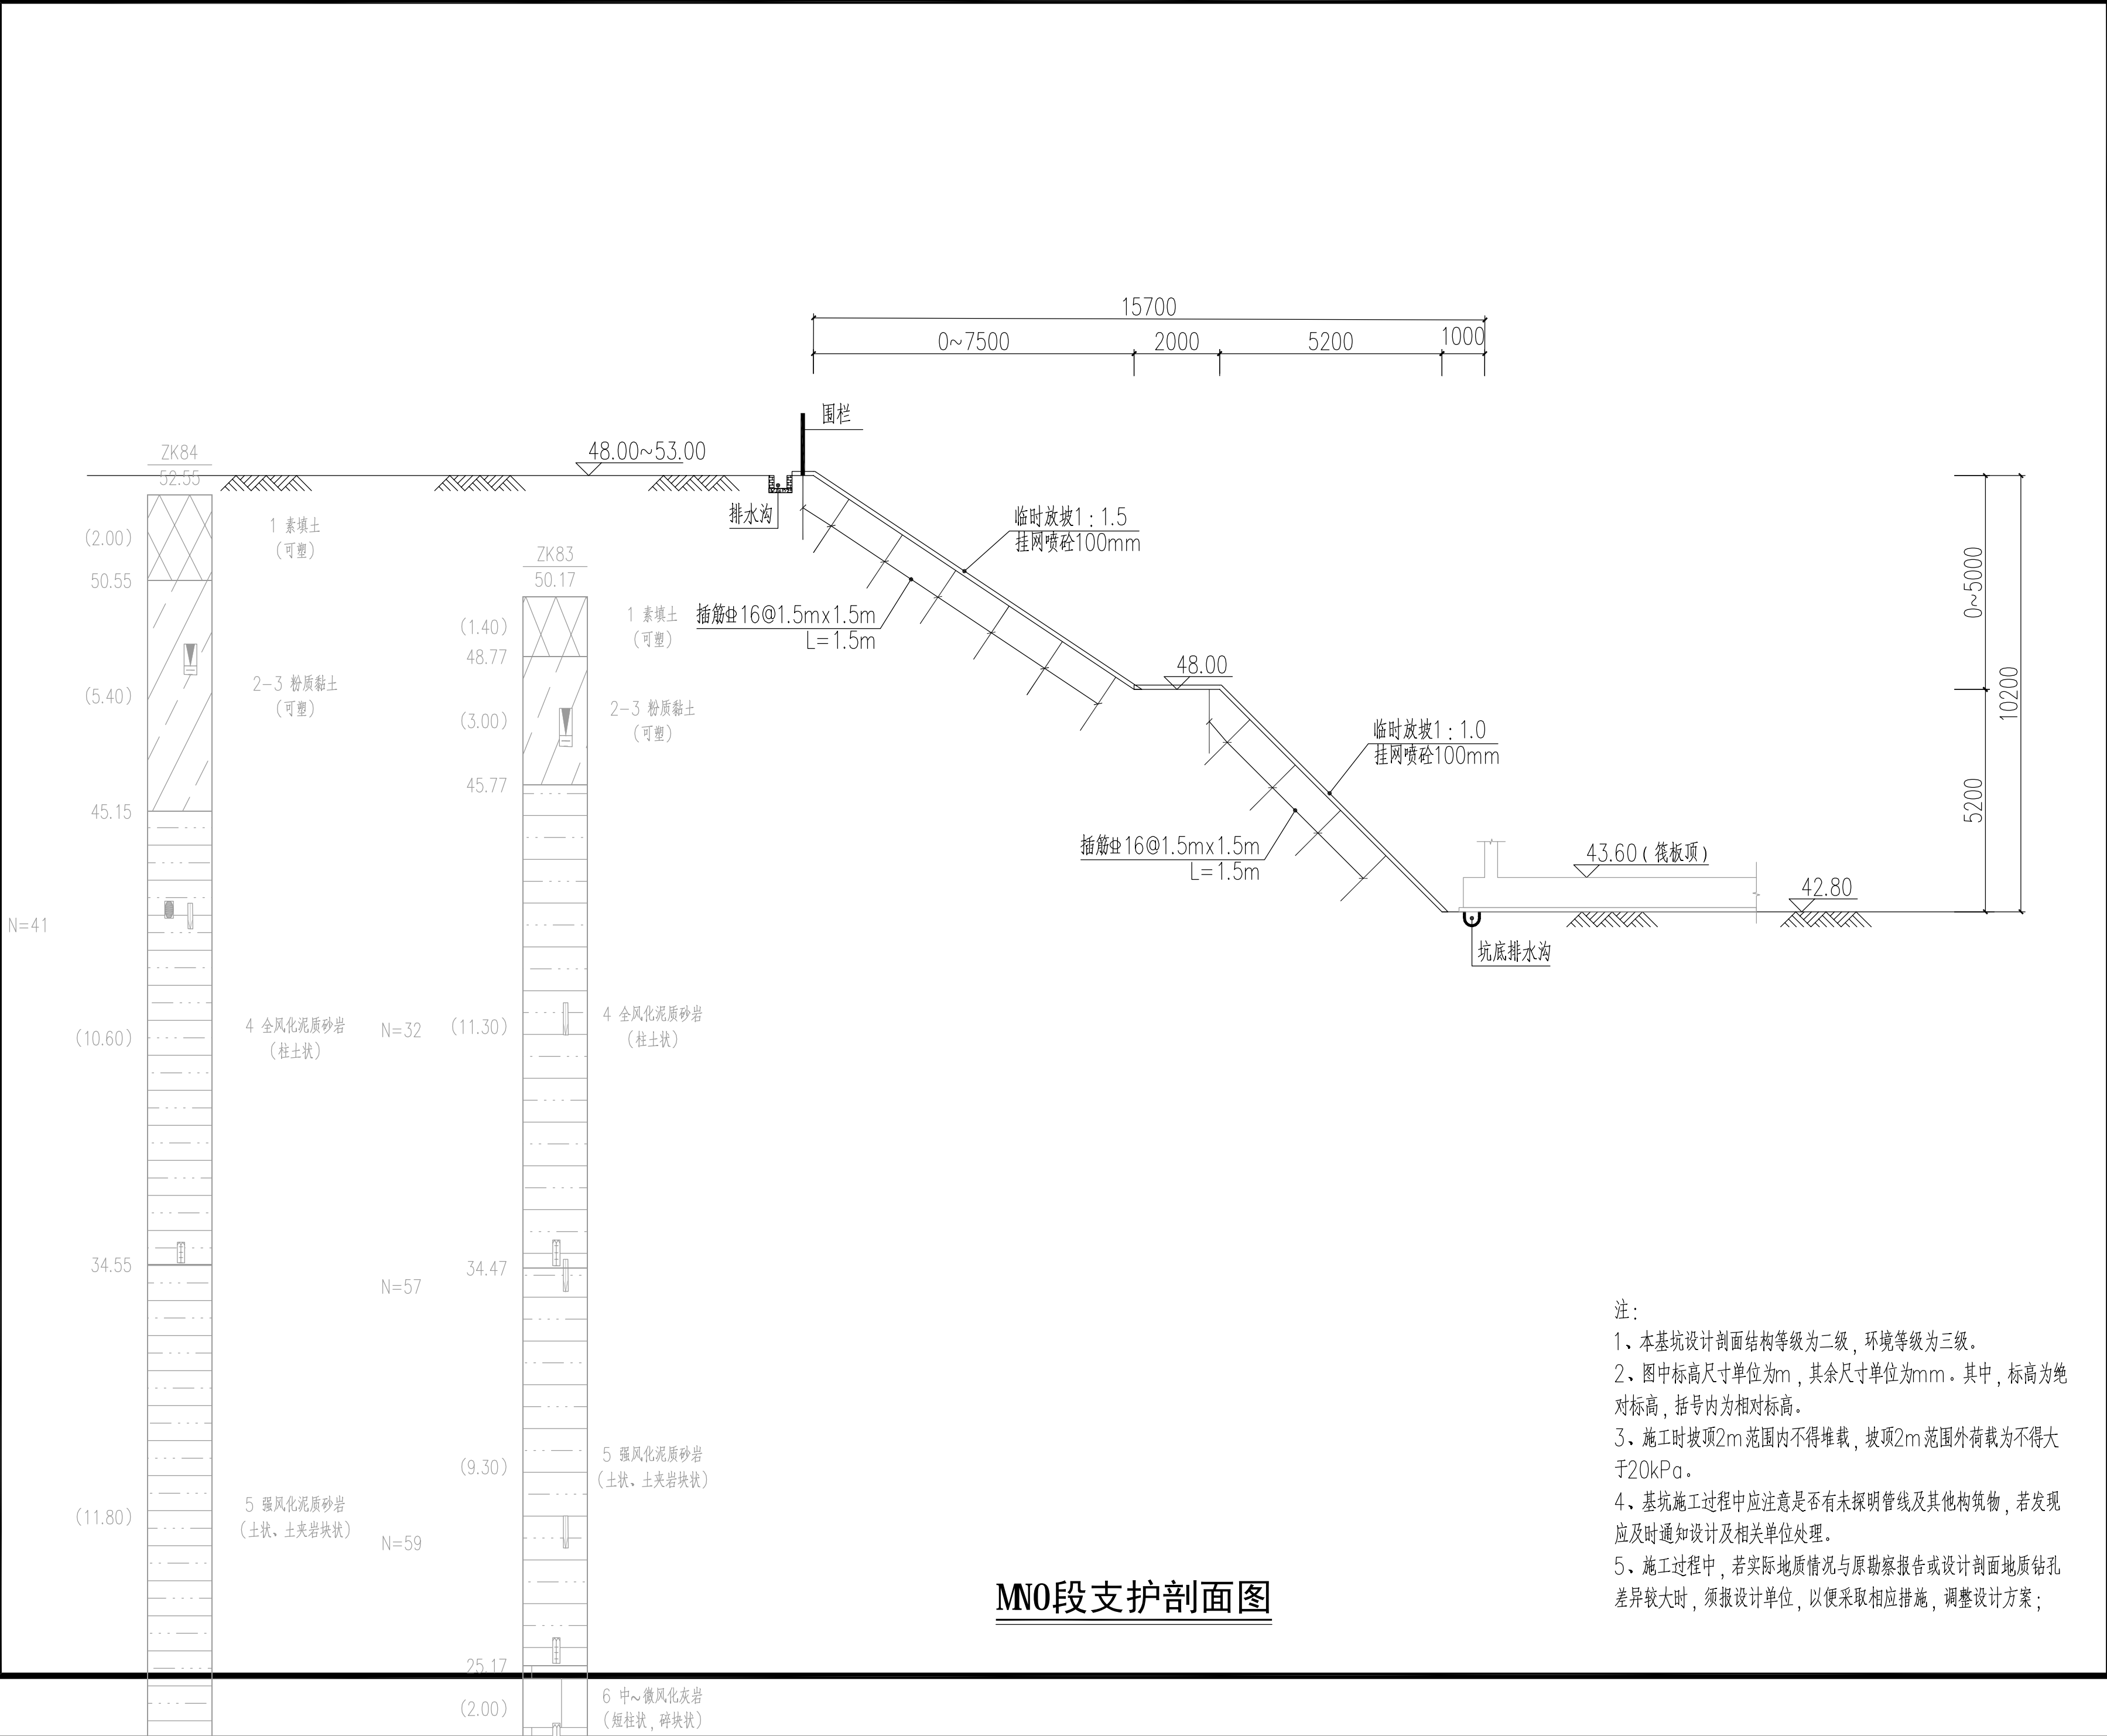 15700
0~7500
2000
5200
1000
围栏
48.00~53.00
排水沟
临时放坡1：1.5
挂网喷砼100mm
插筋Φ16@1.5mx1.5m
L=1.5m
48.00
临时放坡1：1.0
挂网喷砼100mm
插筋Φ16@1.5mx1.5m
L=1.5m
43.60（筏板顶）
42.80
坑底排水沟
0~5000
5200
10200
ZK84
52.55
(2.00)
1 素填土
（可塑）
50.55
(5.40)
2-3 粉质黏土
（可塑）
45.15
N=41
(10.60)
4 全风化泥质砂岩
（柱土状）
34.55
(11.80)
5 强风化泥质砂岩
（土状、土夹岩块状）
ZK83
50.17
(1.40)
1 素填土
（可塑）
48.77
(3.00)
2-3 粉质黏土
（可塑）
45.77
N=32
(11.30)
4 全风化泥质砂岩
（柱土状）
34.47
N=57
(9.30)
5 强风化泥质砂岩
（土状、土夹岩块状）
N=59
25.17
(2.00)
6 中~微风化灰岩
（短柱状，碎块状）
MNO段支护剖面图
注：
1、本基坑设计剖面结构等级为二级，环境等级为三级。
2、图中标高尺寸单位为m，其余尺寸单位为mm。其中，标高为绝
对标高，括号内为相对标高。
3、施工时坡顶2m范围内不得堆载，坡顶2m范围外荷载为不得大
于20kPa。
4、基坑施工过程中应注意是否有未探明管线及其他构筑物，若发现
应及时通知设计及相关单位处理。
5、施工过程中，若实际地质情况与原勘察报告或设计剖面地质钻孔
差异较大时，须报设计单位，以便采取相应措施，调整设计方案；